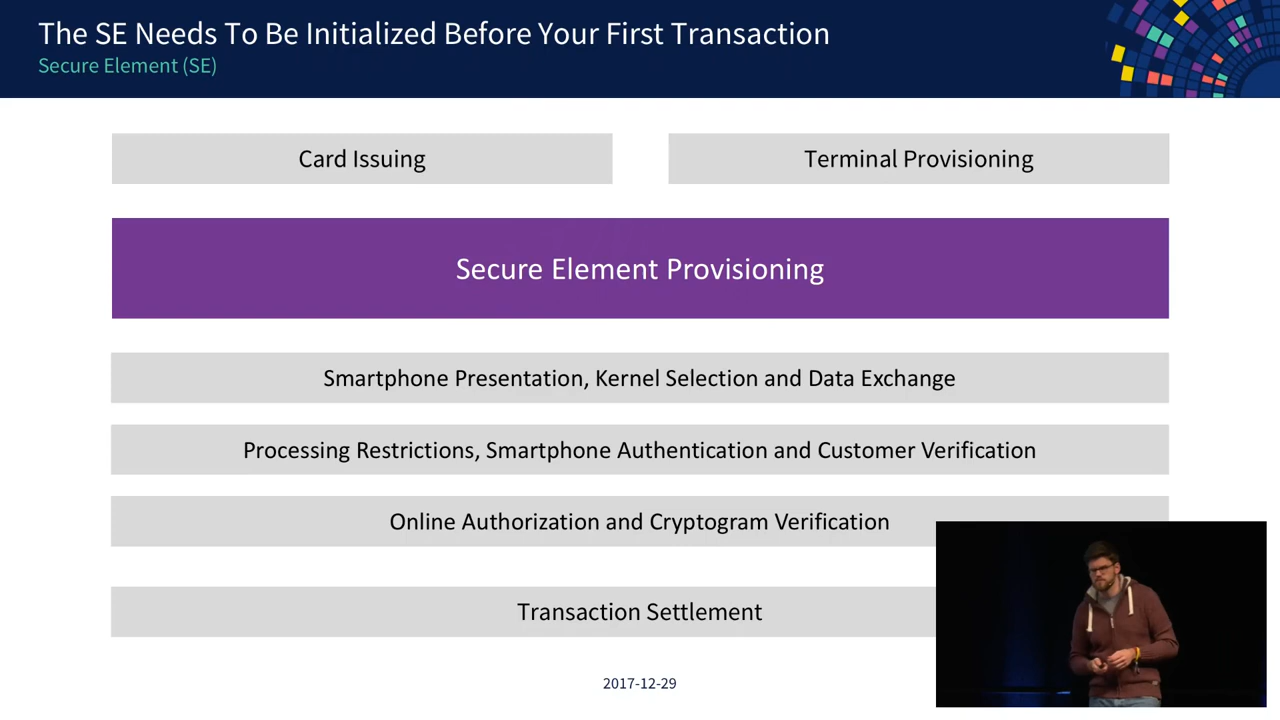 The SE Needs To Be Initialized Before Your First Transaction
Secure Element (SE)
Card Issuing
Terminal Provisioning
Secure Element Provisioning
Smartphone Presentation, Kernel Selection and Data Exchange
Processing Restrictions, Smartphone Authentication and Customer Verification
Online Authorization and Cryptogram Verification
Transaction Settlement
2017-12-29